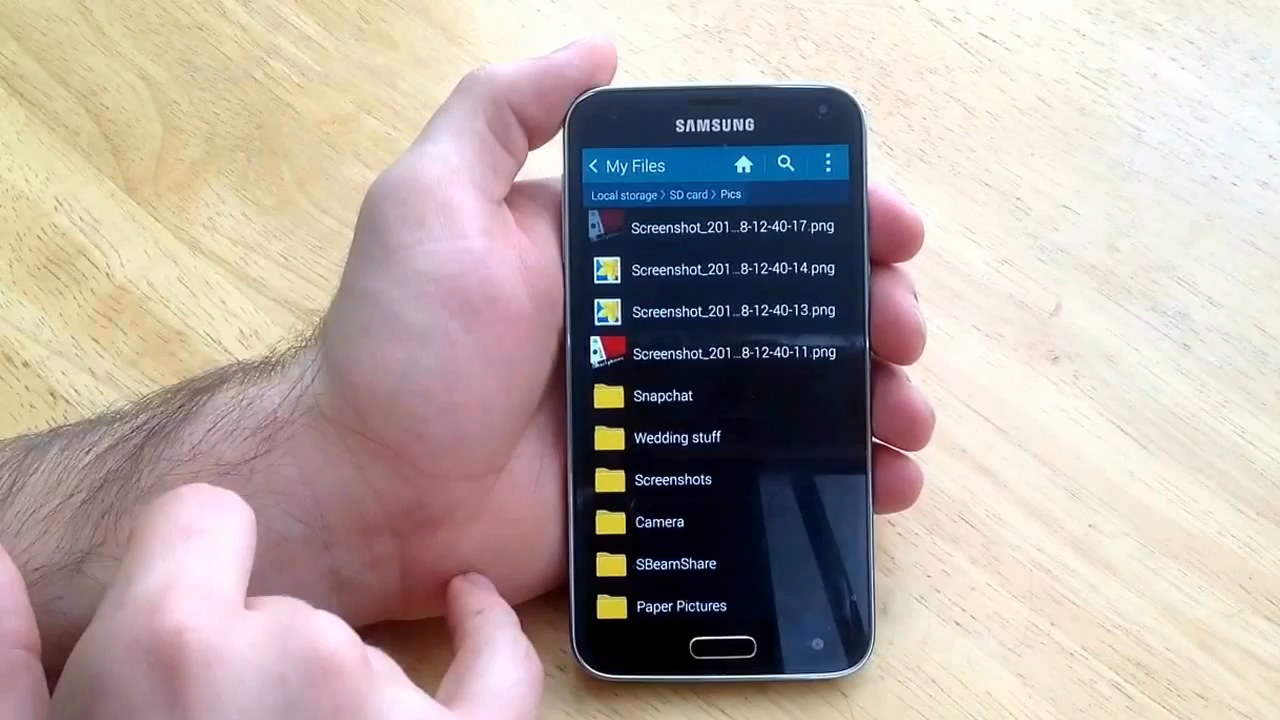 SAMSUNG
My Files
Local storage > SD card > Pics
Screenshot_201...8-12-40-17.png
Screenshot_201...8-12-40-14.png
Screenshot_201...8-12-40-13.png
Screenshot_201...8-12-40-11.png
Snapchat
Wedding stuff
Screenshots
Camera
SBeamShare
Paper Pictures